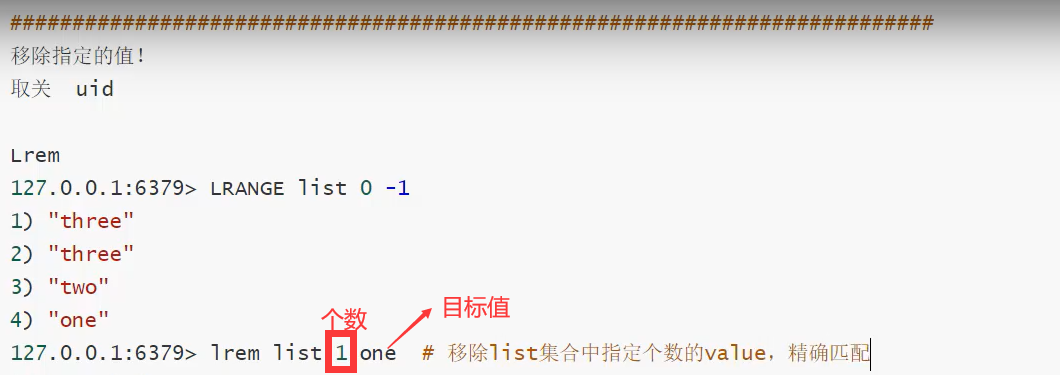 ##########################################################################
移除指定的值！
取关  uid
Lrem
127.0.0.1:6379> LRANGE list 0 -1
1) "three"
2) "three"
3) "two"
4) "one"
个数
目标值
127.0.0.1:6379> lrem list 1 one  # 移除list集合中指定个数的value，精确匹配